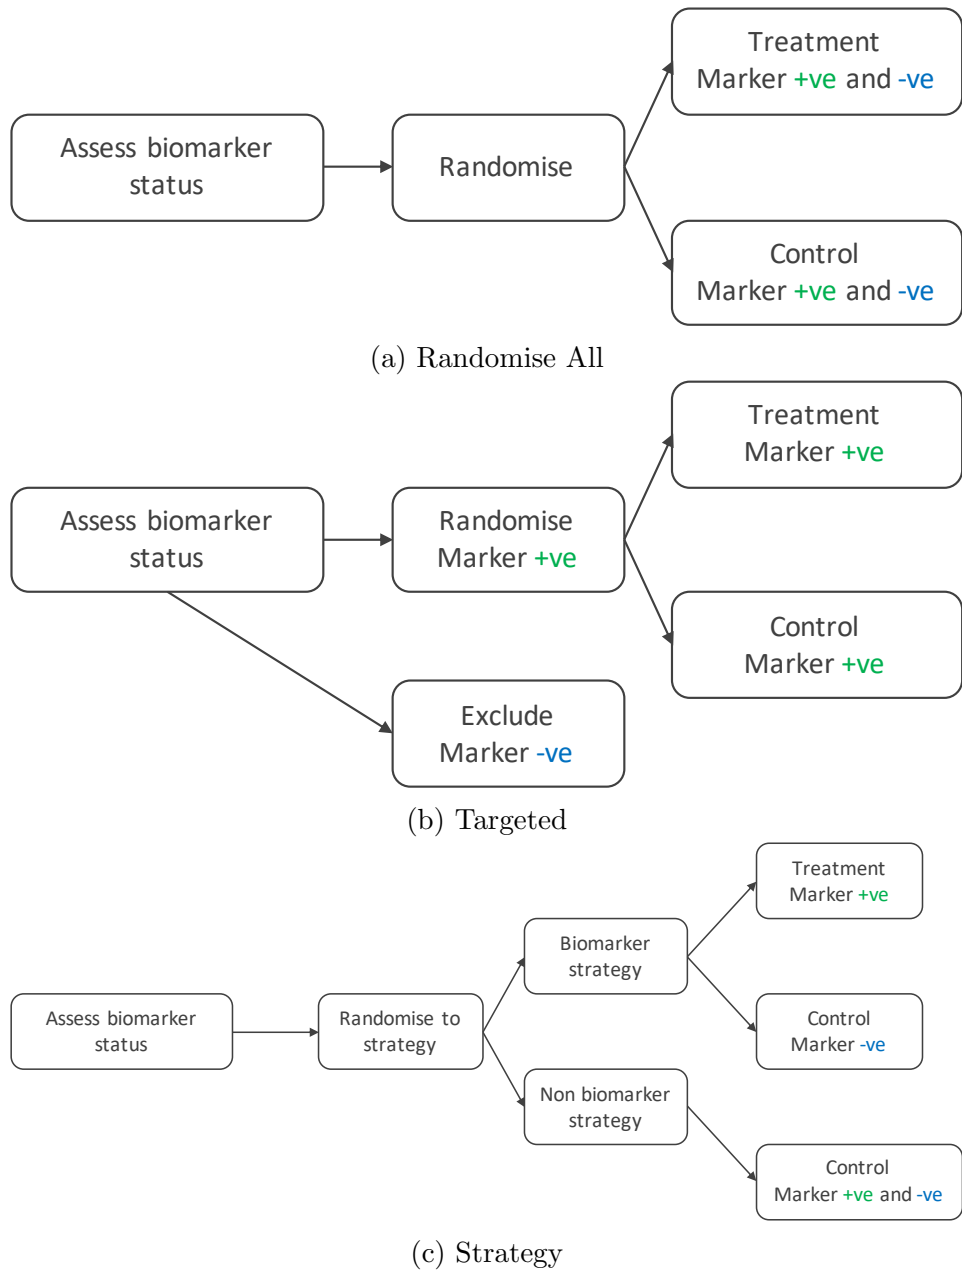 Assess biomarker
status
Randomise
Treatment
Marker +ve and -ve
Control
Marker +ve and -ve
(a) Randomise All
Assess biomarker
status
Randomise
Marker +ve
Treatment
Marker +ve
Control
Marker +ve
Exclude
Marker -ve
(b) Targeted
Assess biomarker
status
Randomise to
strategy
Biomarker
strategy
Treatment
Marker +ve
Control
Marker -ve
Non biomarker
strategy
Control
Marker +ve and -ve
(c) Strategy